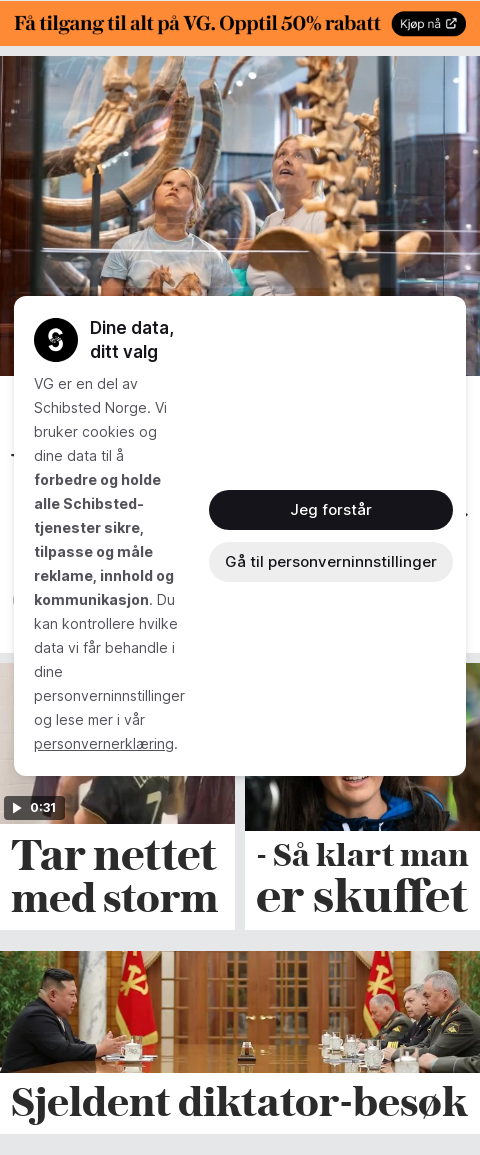 Få tilgang til alt på VG. Opptil 50% rabatt
Kjøp nå
Dine data,
ditt valg
VG er en del av
Schibsted Norge. Vi
bruker cookies og
dine data til å
forbedre og holde
alle Schibsted-
tjenester sikre,
tilpasse og måle
reklame, innhold og
kommunikasjon. Du
kan kontrollere hvilke
data vi får behandle i
dine
personverninnstillinger
og lese mer i vår
personvernerklæring.
Jeg forstår
Gå til personverninnstillinger
7
0:31
Tar nettet
med storm
- Så klart man
er skuffet
Sjeldent diktator-besøk